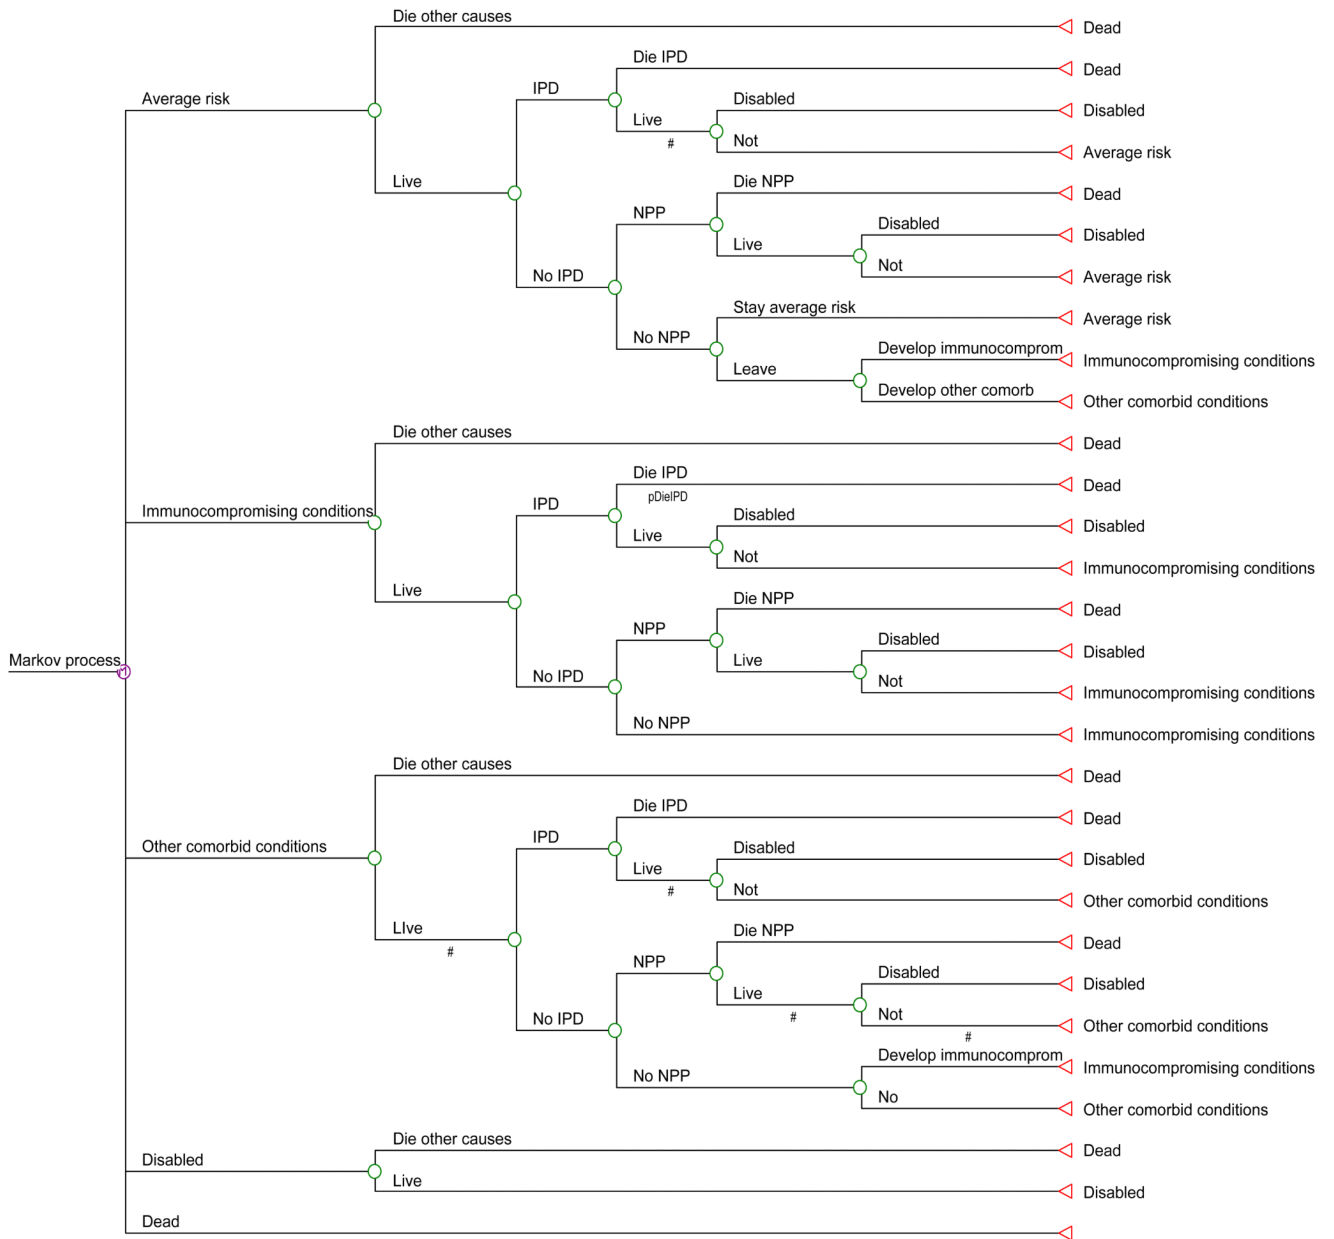 Die other causes
Dead
Die IPD
Dead
IPD
Disabled
Average risk
Disabled
Live
#
Not
Average risk
Live
Die NPP
Dead
NPP
Disabled
Disabled
Live
Not
No IPD
Average risk
Stay average risk
Average risk
No NPP
Develop immunocomprom
Immunocompromising conditions
Leave
Develop other comorb
Other comorbid conditions
Die other causes
Dead
Die IPD
Dead
pDieIPD
IPD
Immunocompromising conditions
Disabled
Disabled
Live
Not
Immunocompromising conditions
Live
Die NPP
Dead
NPP
Disabled
Disabled
Markov process
M
Live
No IPD
Not
Immunocompromising conditions
No NPP
Immunocompromising conditions
Die other causes
Dead
Die IPD
Dead
IPD
Other comorbid conditions
Disabled
Disabled
Live
#
Not
Other comorbid conditions
LIve
#
Die NPP
Dead
NPP
Disabled
Disabled
Live
#
Not
#
No IPD
Other comorbid conditions
Develop immunocomprom
Immunocompromising conditions
No NPP
No
Other comorbid conditions
Die other causes
Dead
Disabled
Live
Disabled
Dead